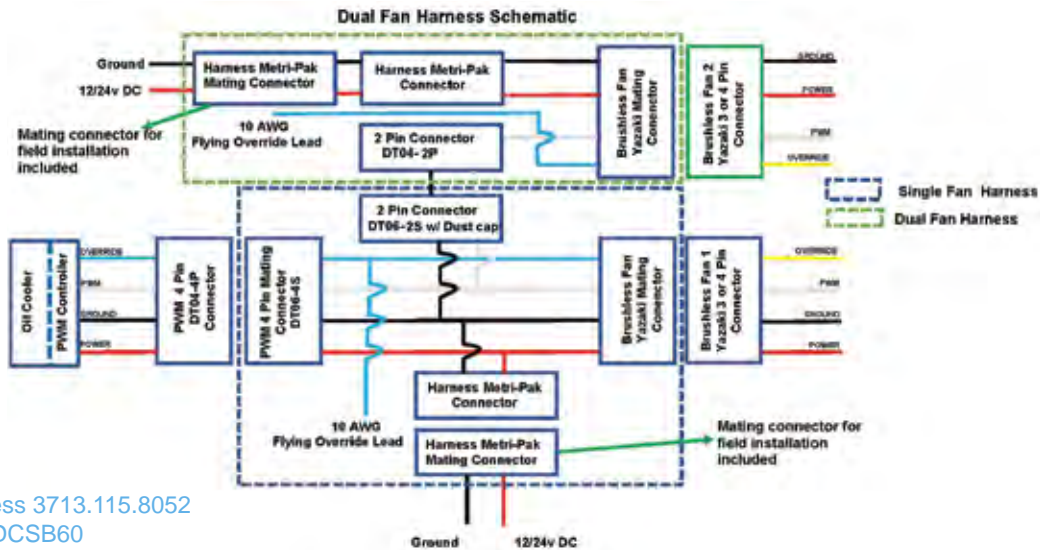 Dual Fan Harness Schematic
Ground
12/24v DC
Harness Metri-Pak
Mating Connector
Harness Metri-Pak
Connector
Brushless Fan
Yazaki Mating
Conenctor
Brushless Fan 2
Yazaki 3 or 4 Pin
Connector
GROUND
POWER
PWM
OVERRIDE
Mating connector for
field installation
included
10 AWG
Flying Override Lead
2 Pin Connector
DT04-2P
2 Pin Connector
DT06-2S w/ Dust cap
Single Fan Harness
Dual Fan Harness
Oil Cooler
PWM Controller
OVERRIDE
PWM
GROUND
POWER
PWM 4 Pin
DT04-4P
Connector
PWM 4 Pin Mating
Connector
DT06-4S
Brushless Fan
Yazaki Mating
Conenctor
Brushless Fan 1
Yazaki 3 or 4 Pin
Connector
OVERRIDE
PWM
GROUND
POWER
10 AWG
Flying Override Lead
Harness Metri-Pak
Connector
Harness Metri-Pak
Mating Connector
Mating connector for
field installation
included
ess 3713.115.8052
DCSB60
Ground
12/24v DC